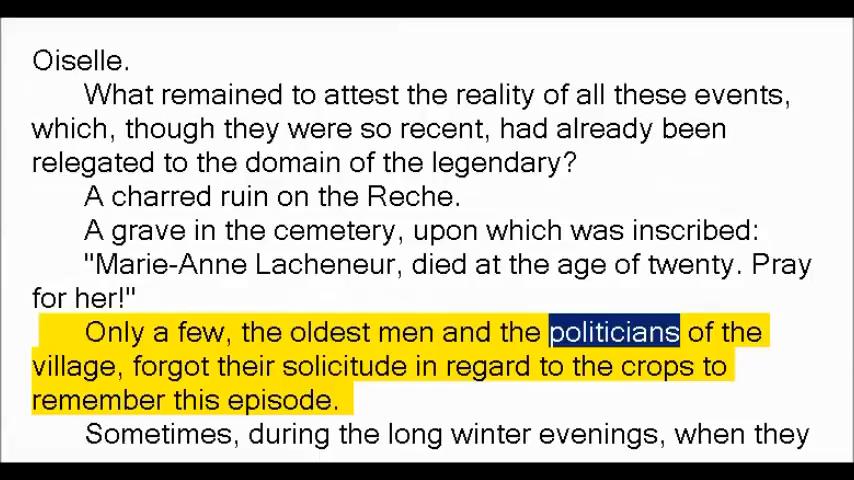 Oiselle.
What remained to attest the reality of all these events,
which, though they were so recent, had already been
relegated to the domain of the legendary?
A charred ruin on the Reche.
A grave in the cemetery, upon which was inscribed:
"Marie-Anne Lacheneur, died at the age of twenty. Pray
for her!"
Only a few, the oldest men and the politicians of the
village, forgot their solicitude in regard to the crops to
remember this episode.
Sometimes, during the long winter evenings, when they